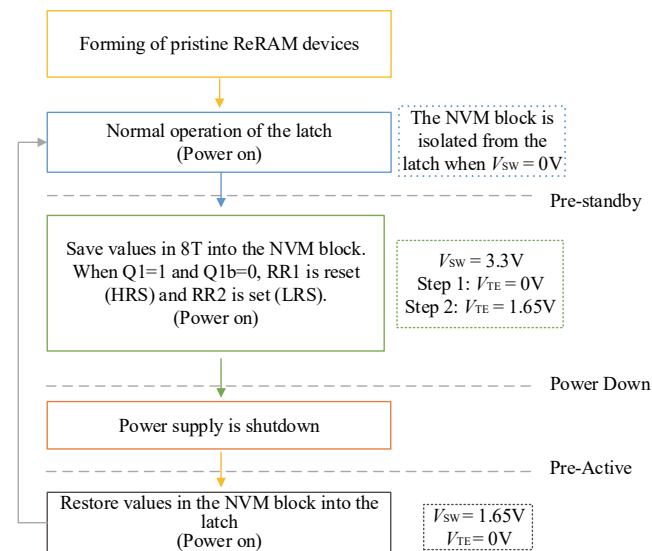 Forming of pristine ReRAM devices
Normal operation of the latch
(Power on)
The NVM block is
isolated from the
latch when VSW = 0V
Pre-standby
Save values in 8T into the NVM block.
When Q1=1 and Q1b=0, RR1 is reset
(HRS) and RR2 is set (LRS).
(Power on)
VSW = 3.3V
Step 1: VTE = 0V
Step 2: VTE = 1.65V
Power Down
Power supply is shutdown
Pre-Active
Restore values in the NVM block into the
latch
(Power on)
VSW = 1.65V
VTE = 0V